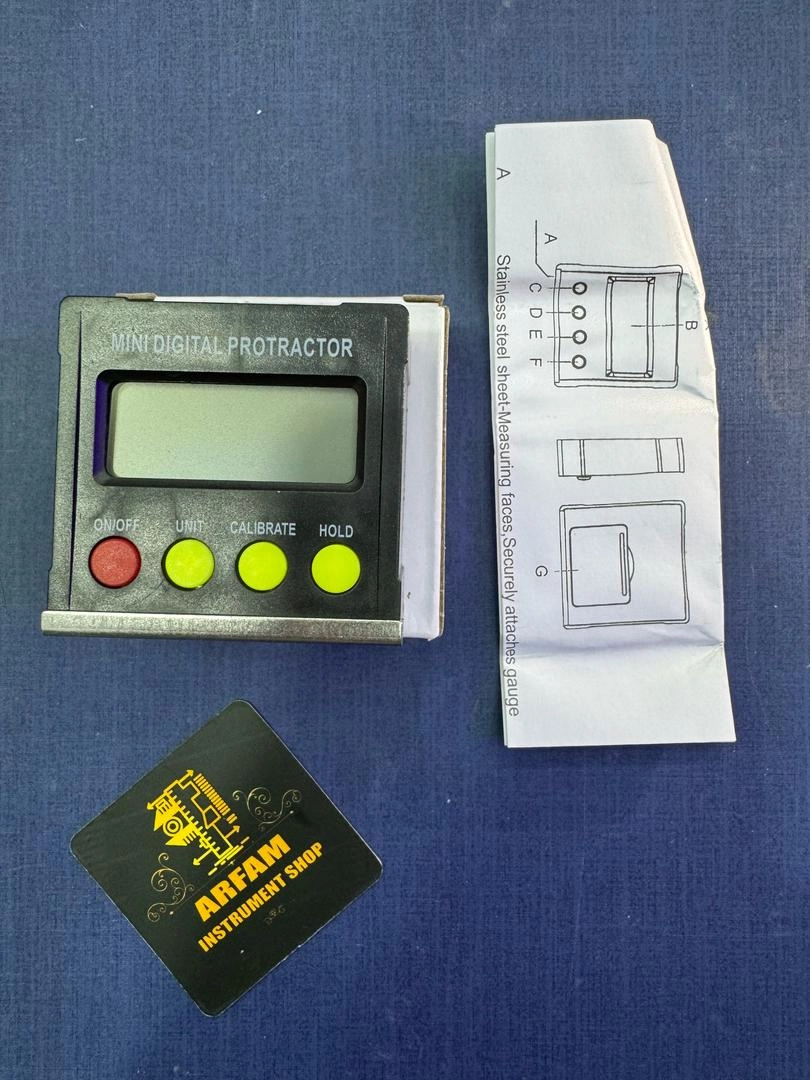 MINI DIGITAL PROTRACTOR
ON/OFF UNIT CALIBRATE HOLD
A
A
B
C
D
E
F
G
Stainless steel sheet-Measuring faces,Securely attaches gauge
ARFAM
INSTRUMENT SHOP